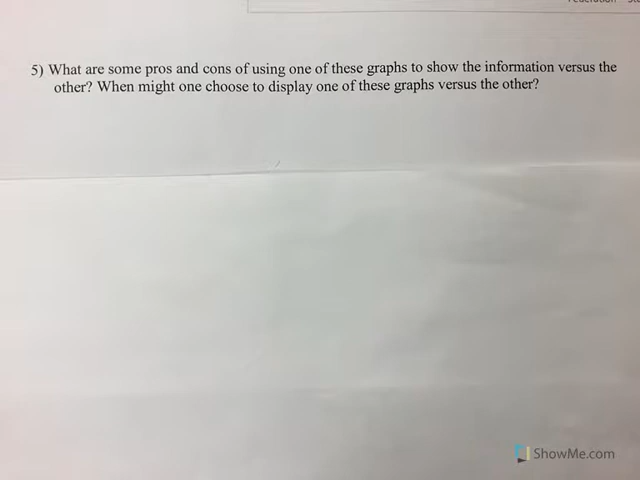 5) What are some pros and cons of using one of these graphs to show the information versus the
other? When might one choose to display one of these graphs versus the other?
ShowMe.com